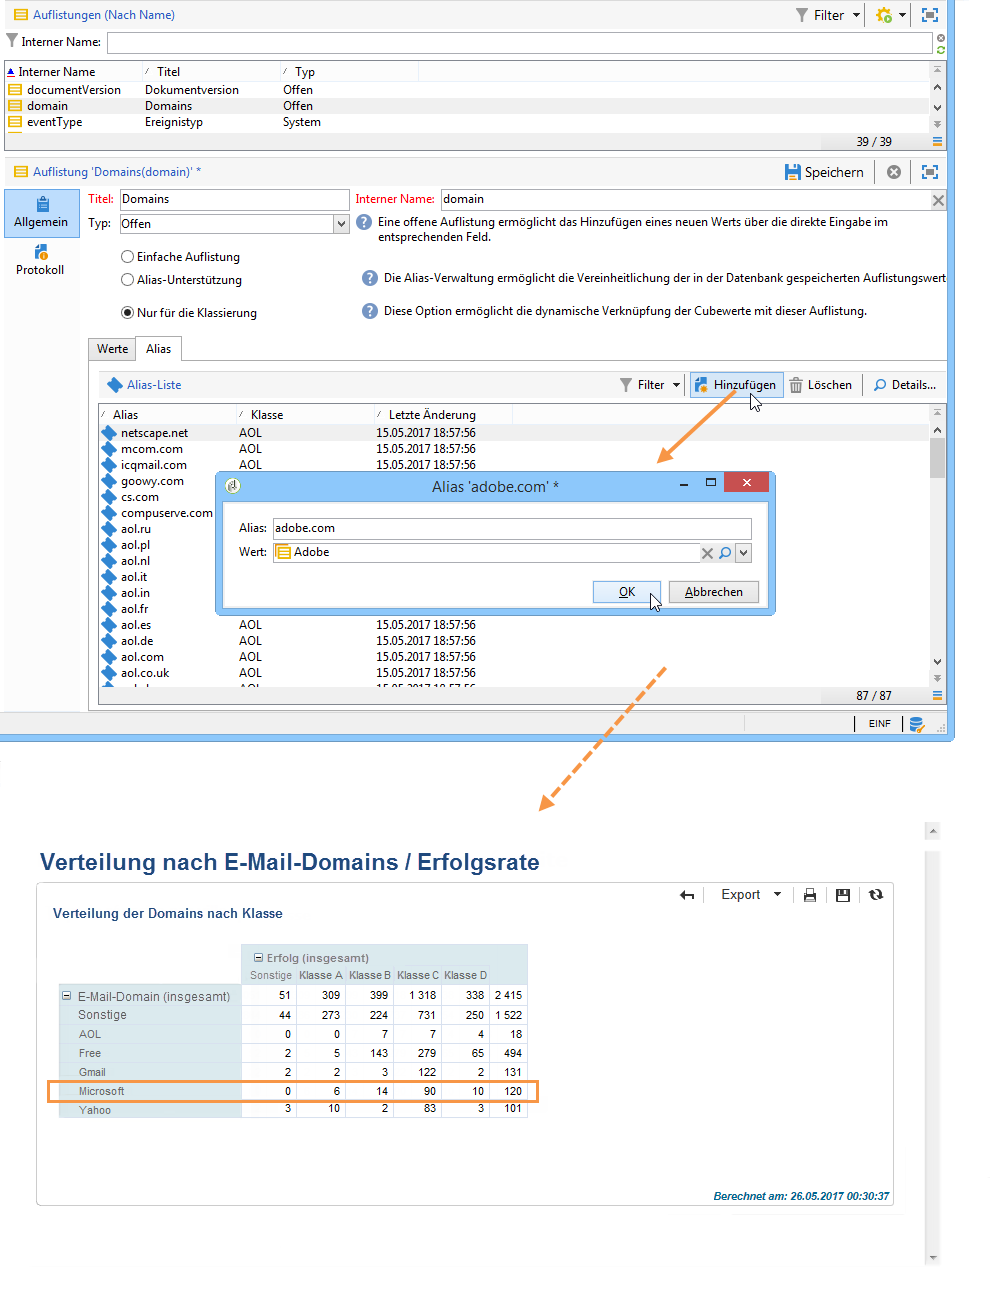 Auflistungen (Nach Name)
Filter
Interner Name:
Interner Name Titel Typ
documentVersion Dokumentversion Offen
domain Domains Offen
eventType Ereignistyp System
39 / 39
Auflistung 'Domains(domain)' *
Speichern
Allgemein
Protokoll
Titel: Domains Interner Name: domain
Typ: Offen
Eine offene Auflistung ermöglicht das Hinzufügen eines neuen Werts über die direkte Eingabe im
entsprechenden Feld.
Einfache Auflistung
Alias-Unterstützung Die Alias-Verwaltung ermöglicht die Vereinheitlichung der in der Datenbank gespeicherten Auflistungswert
Nur für die Klassierung Diese Option ermöglicht die dynamische Verknüpfung der Cubewerte mit dieser Auflistung.
Werte Alias
Alias-Liste Filter Hinzufügen Löschen Details...
Alias Klasse Letzte Änderung
netscape.net AOL 15.05.2017 18:57:56
mcom.com AOL 15.05.2017 18:57:56
icqmail.com AOL 15.05.2017 18:57:56
goowy.com
cs.com
compuserve.com
aol.ru
aol.pl
aol.nl
aol.it
aol.in
aol.fr
aol.es AOL 15.05.2017 18:57:56
aol.de AOL 15.05.2017 18:57:56
aol.com AOL 15.05.2017 18:57:56
aol.co.uk AOL 15.05.2017 18:57:56
Alias 'adobe.com' *
Alias: adobe.com
Wert: Adobe
OK Abbrechen
87 / 87
EINF
Verteilung nach E-Mail-Domains / Erfolgsrate
Export
Verteilung der Domains nach Klasse
Erfolg (insgesamt)
Sonstige Klasse A Klasse B Klasse C Klasse D
E-Mail-Domain (insgesamt) 51 309 399 1 318 338 2 415
Sonstige 44 273 224 731 250 1 522
AOL 0 0 7 7 4 18
Free 2 5 143 279 65 494
Gmail 2 2 3 122 2 131
Microsoft 0 6 14 90 10 120
Yahoo 3 10 2 83 3 101
Berechnet am: 26.05.2017 00:30:37